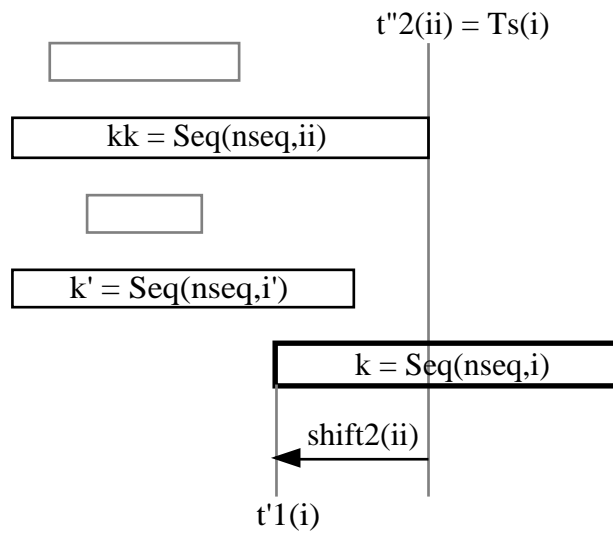 t"2(ii) = Ts(i)
kk = Seq(nseq,ii)
k' = Seq(nseq,i')
k = Seq(nseq,i)
shift2(ii)
t'1(i)